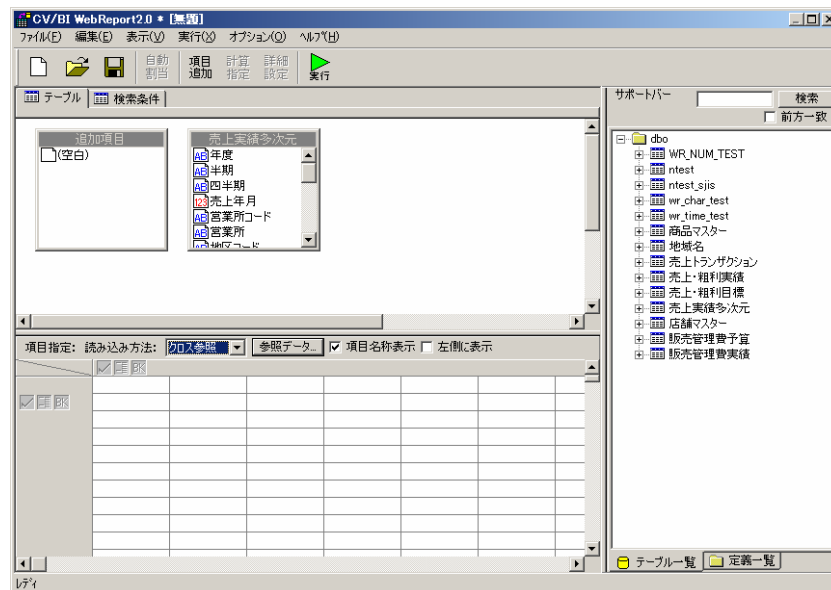 CV/BI WebReport2.0 * [無題]
ファイル(F) 編集(E) 表示(V) 実行(X) オプション(O) ヘルプ(H)
自動割当 項目追加 計算指定 詳細設定 実行
テーブル 検索条件
追加項目
(空白)
売上実績多次元
年度
半期
四半期
売上年月
営業所コード
営業所
地区コード
項目指定: 読み込み方法: クロス参照 参照データ... 項目名称表示 左側に表示
サポートバー 検索
前方一致
dbo
WR_NUM_TEST
ntest
ntest_sjis
wr_char_test
wr_time_test
商品マスター
地域名
売上トランザクション
売上・粗利実績
売上・粗利目標
売上実績多次元
店舗マスター
販売管理費予算
販売管理費実績
テーブル一覧 定義一覧
レディ